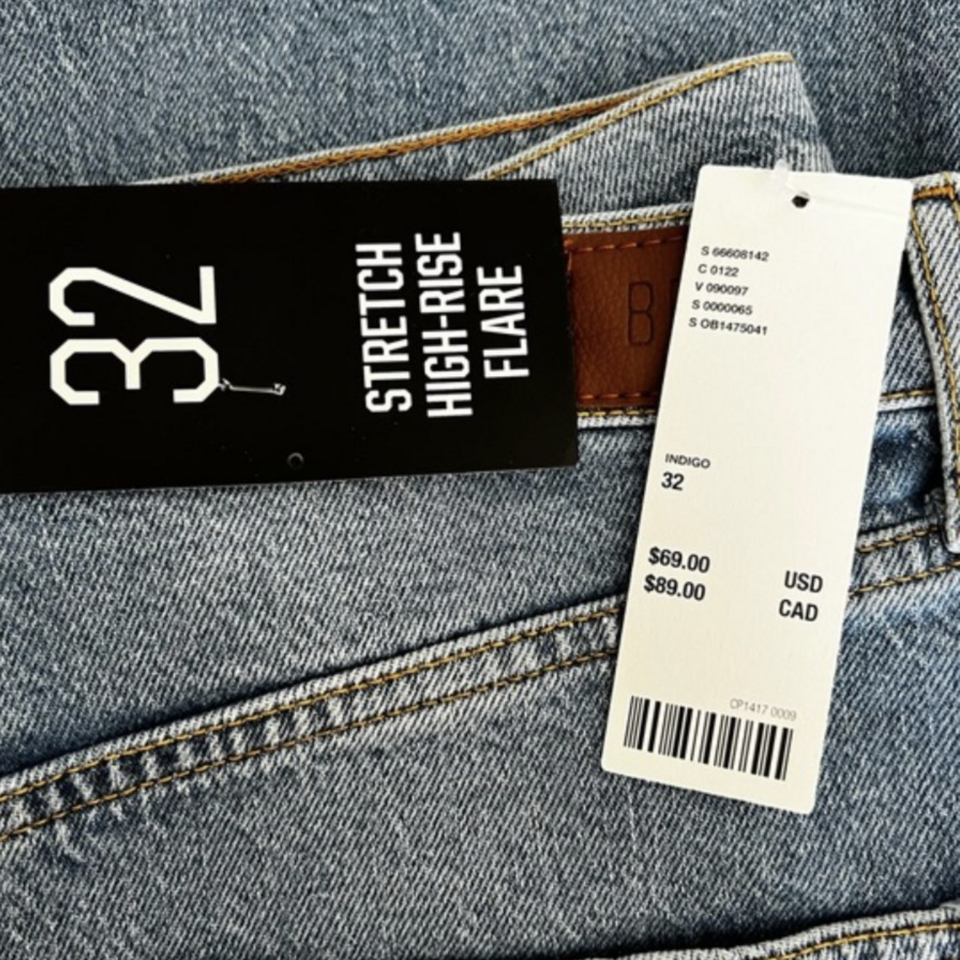 32
STRETCH
HIGH-RISE
FLARE
B
S 66608142
C 0122
V 090097
S 0000065
S OB1475041
INDIGO
32
$69.00 USD
$89.00 CAD
CP1417 0009